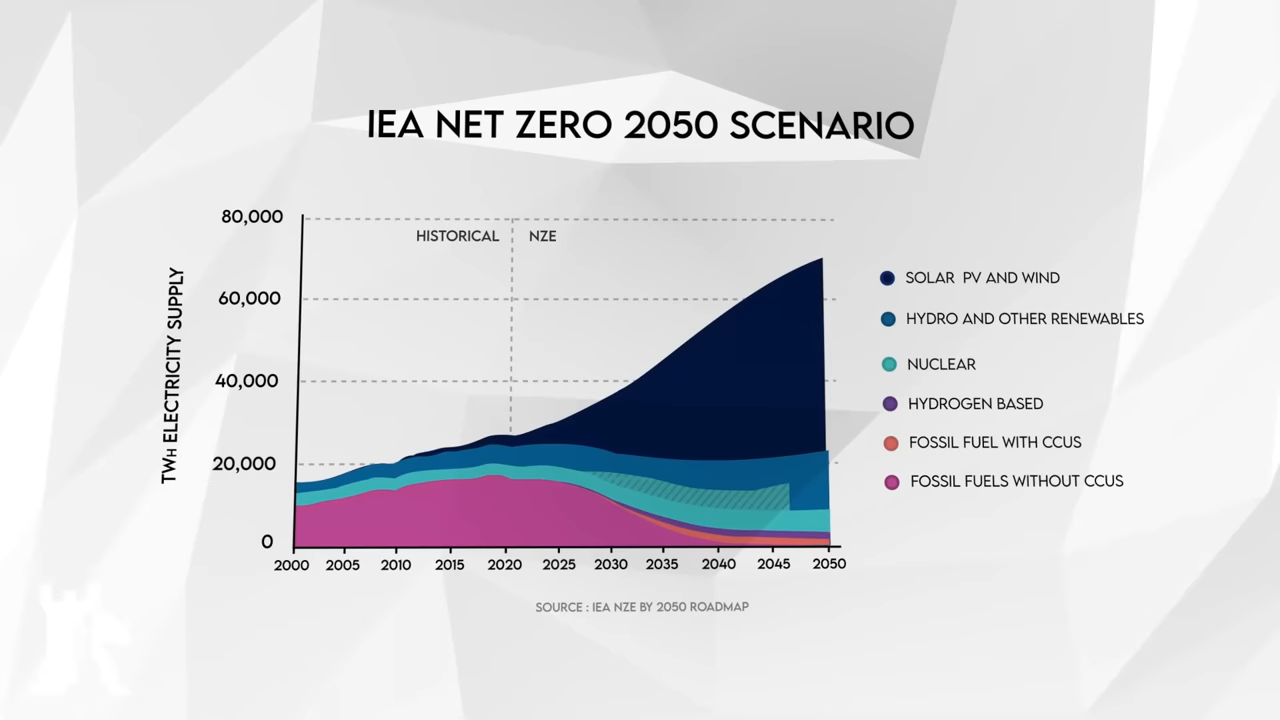 IEA NET ZERO 2050 SCENARIO
80,000
60,000
40,000
20,000
0
TWH ELECTRICITY SUPPLY
HISTORICAL
NZE
2000 2005 2010 2015 2020 2025 2030 2035 2040 2045 2050
SOLAR PV AND WIND
HYDRO AND OTHER RENEWABLES
NUCLEAR
HYDROGEN BASED
FOSSIL FUEL WITH CCUS
FOSSIL FUELS WITHOUT CCUS
SOURCE : IEA NZE BY 2050 ROADMAP